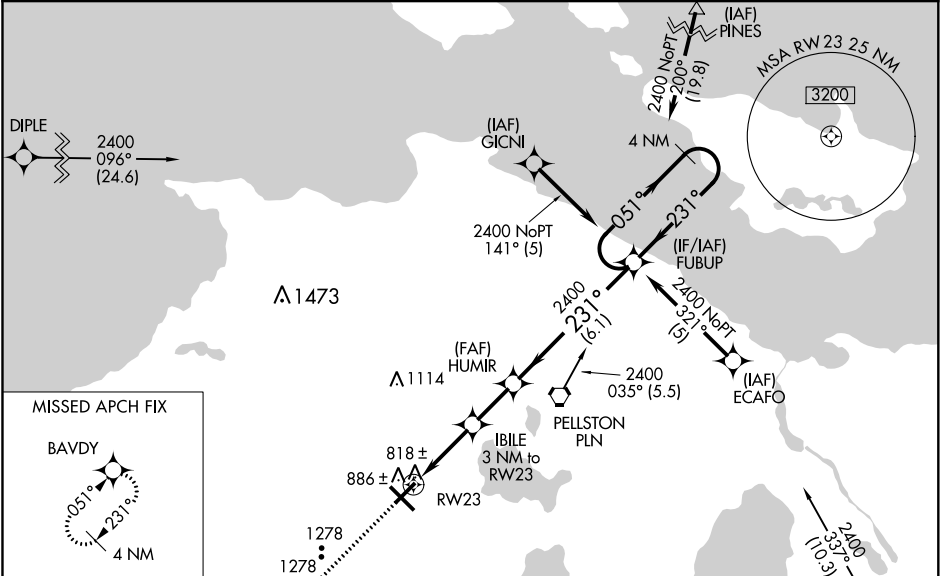 (IAF)
PINES
2400 NoPT
200°
(19.8)
MSA RW23 25 NM
3200
DIPLE
2400
096°
(24.6)
(IAF)
GICNI
4 NM
051°
231°
2400 NoPT
141° (5)
(IF/IAF)
FUBUP
2400
231°
(6.1)
2400 NoPT
321°
(5)
1473
(FAF)
HUMIR
1114
2400
035° (5.5)
(IAF)
ECAFO
PELLSTON
PLN
MISSED APCH FIX
BAVDY
051°
231°
4 NM
IBILE
3 NM to
RW23
818 ±
886 ±
RW23
1278
1278
2400
337°
(10.3)